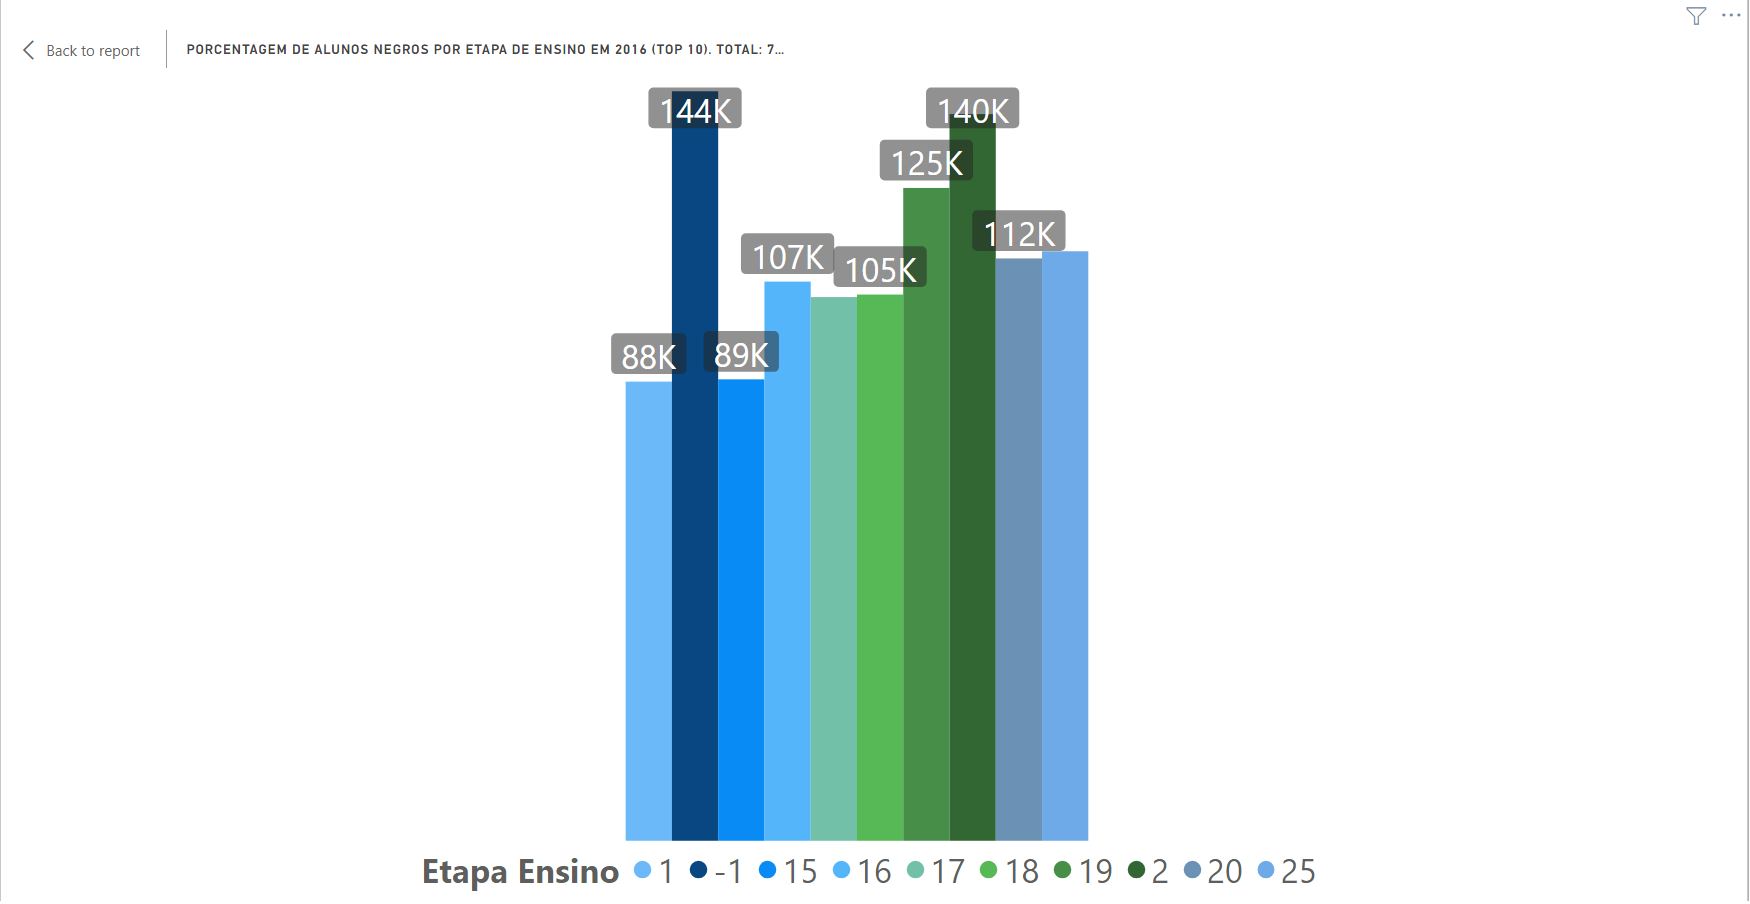 Back to report
PORCENTAGEM DE ALUNOS NEGROS POR ETAPA DE ENSINO EM 2016 (TOP 10). TOTAL: 7...
144K
140K
125K
112K
107K
105K
88K
89K
Etapa Ensino 1 -1 15 16 17 18 19 2 20 25